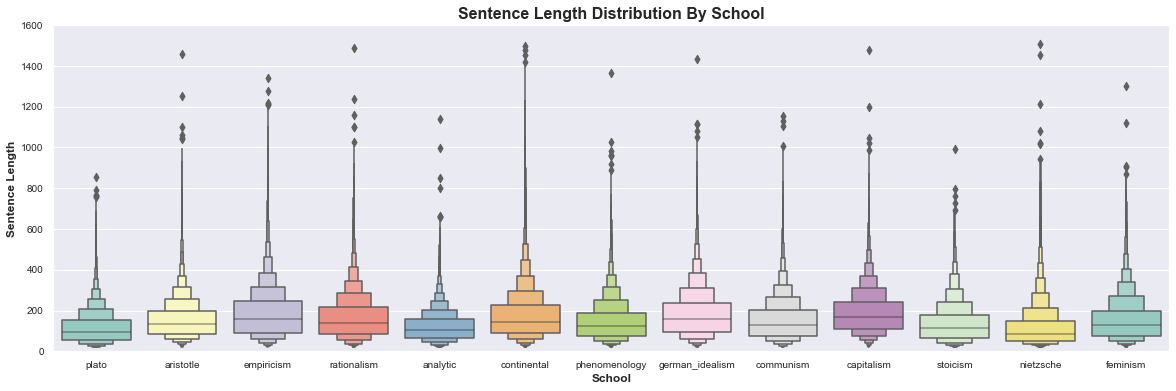 Sentence Length Distribution By School
1600
1400
1200
1000
800
600
400
200
0
Sentence Length
plato aristotle empiricism rationalism analytic continental phenomenology german_idealism communism capitalism stoicism nietzsche feminism
School